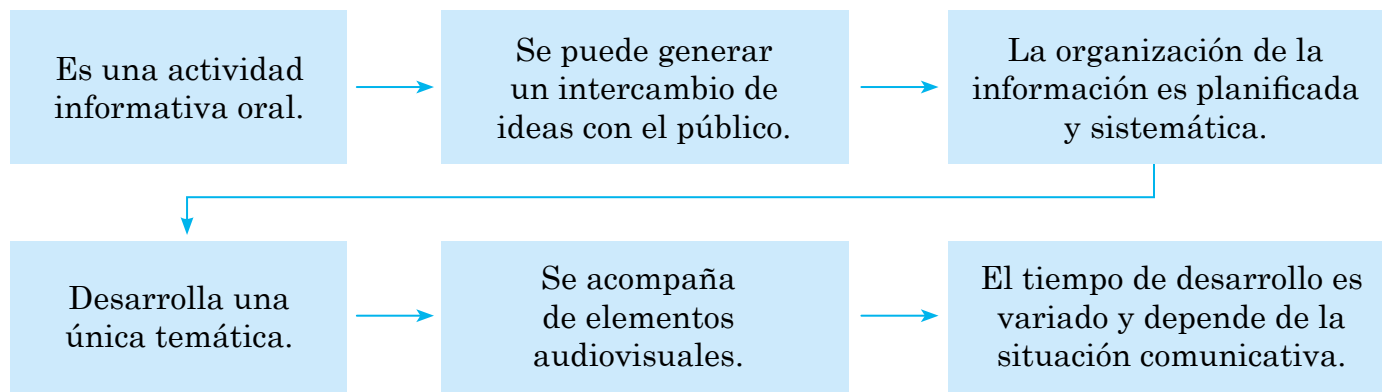 Es una actividad
informativa oral.
Se puede generar
un intercambio de
ideas con el público.
La organización de la
información es planificada
y sistemática.
Desarrolla una
única temática.
Se acompaña
de elementos
audiovisuales.
El tiempo de desarrollo es
variado y depende de la
situación comunicativa.